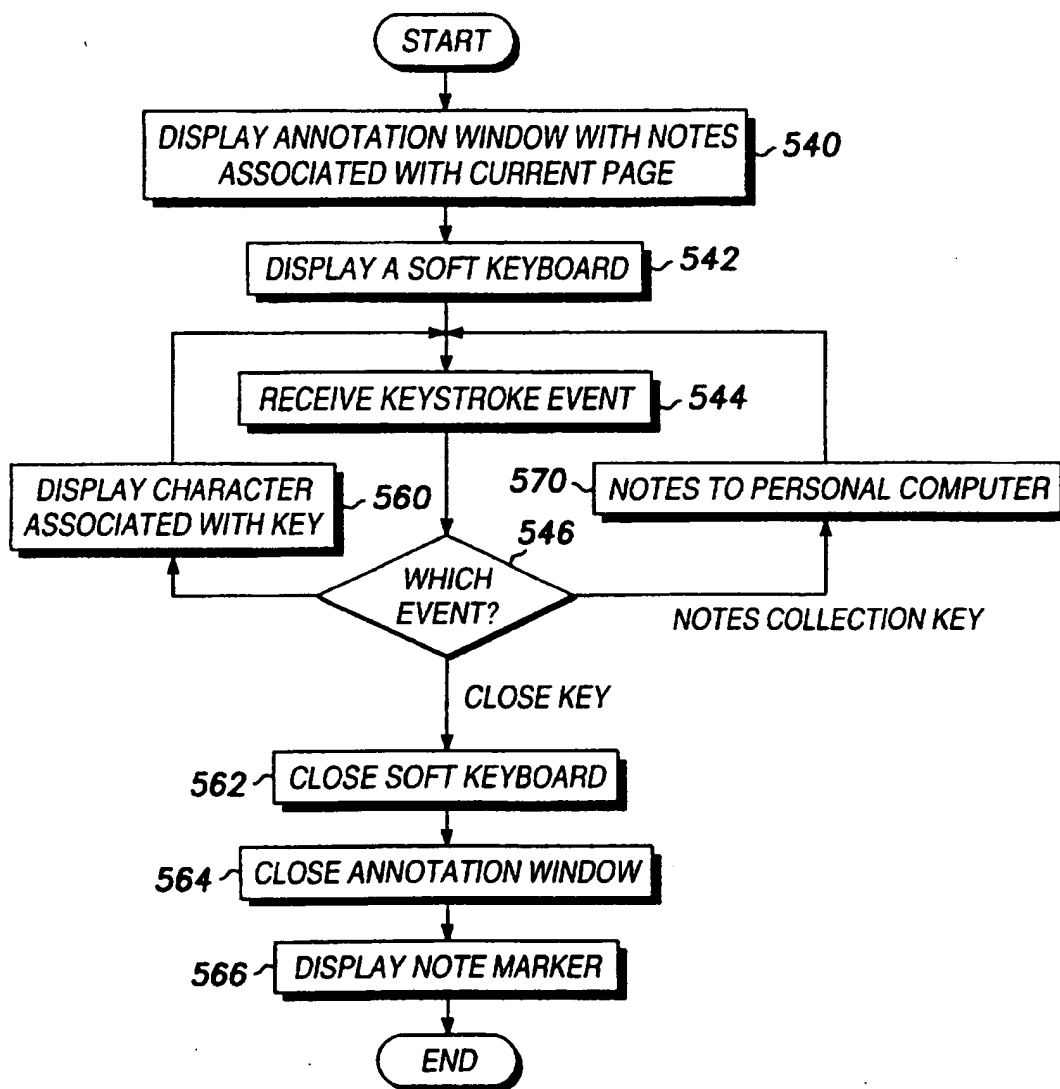 START
DISPLAY ANNOTATION WINDOW WITH NOTES
ASSOCIATED WITH CURRENT PAGE
540
DISPLAY A SOFT KEYBOARD
542
RECEIVE KEYSTROKE EVENT
544
DISPLAY CHARACTER
ASSOCIATED WITH KEY
560
570
NOTES TO PERSONAL COMPUTER
546
WHICH
EVENT?
NOTES COLLECTION KEY
CLOSE KEY
562
CLOSE SOFT KEYBOARD
564
CLOSE ANNOTATION WINDOW
566
DISPLAY NOTE MARKER
END